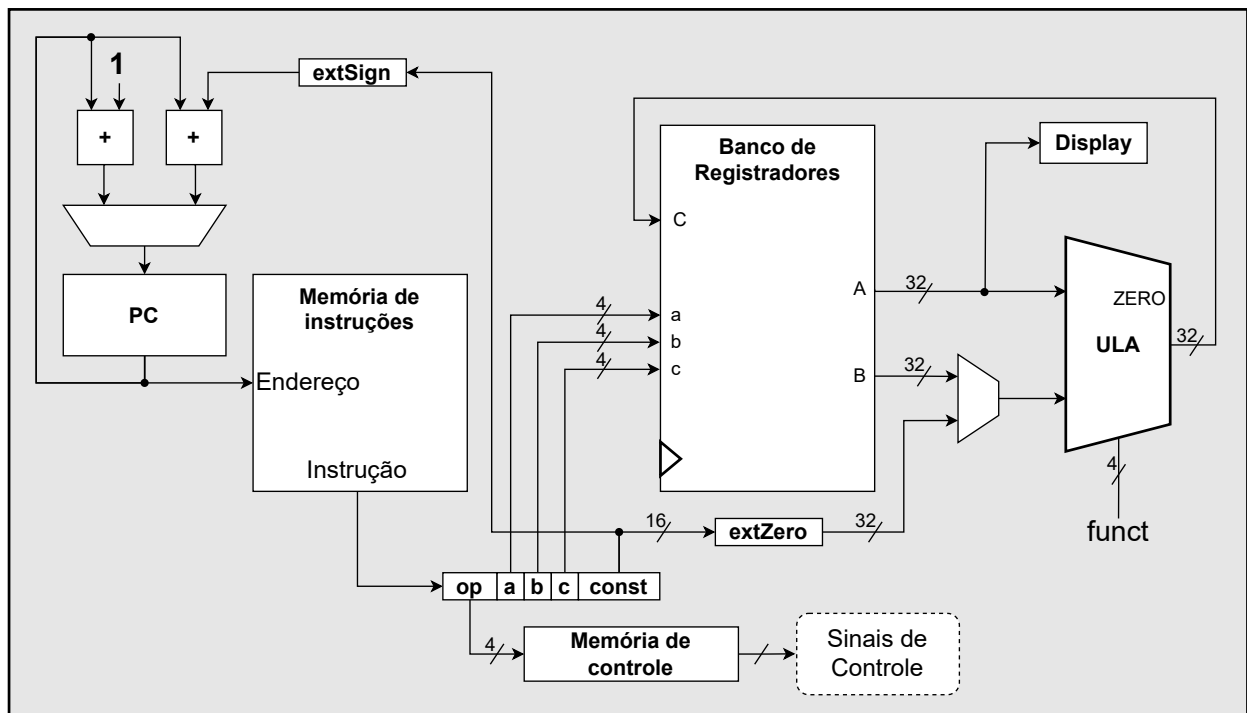 1
extSign
+
+
PC
Memória de
instruções
Endereço
Instrução
Banco de
Registradores
C
A
a
b
c
B
4
4
4
32
32
Display
ZERO
ULA
32
4
funct
16
extZero
32
op a b c const
4
Memória de
controle
Sinais de
Controle